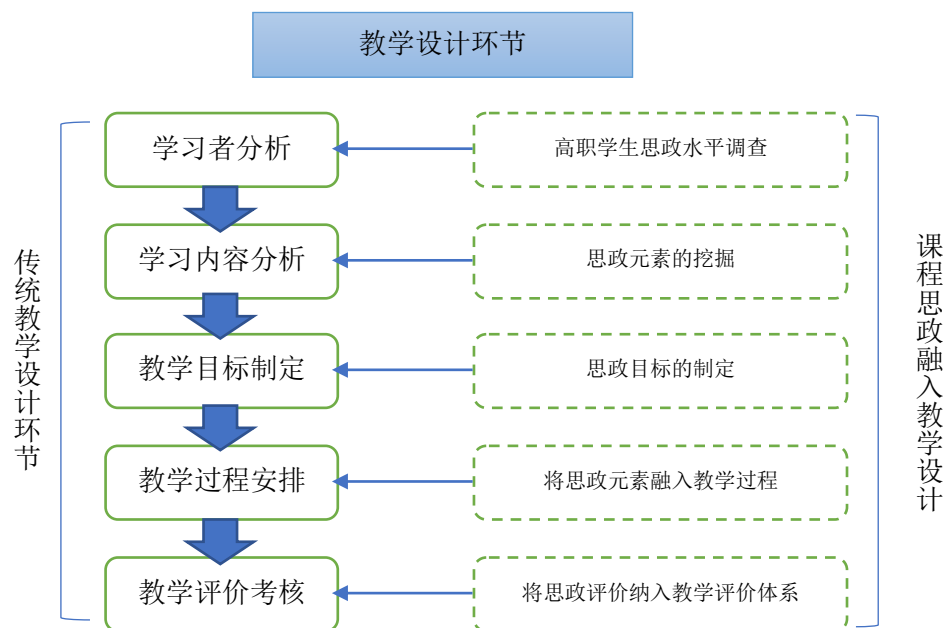 教学设计环节
学习者分析
高职学生思政水平调查
学习内容分析
思政元素的挖掘
教学目标制定
思政目标的制定
教学过程安排
将思政元素融入教学过程
教学评价考核
将思政评价纳入教学评价体系
传统教学设计环节
课程思政融入教学设计